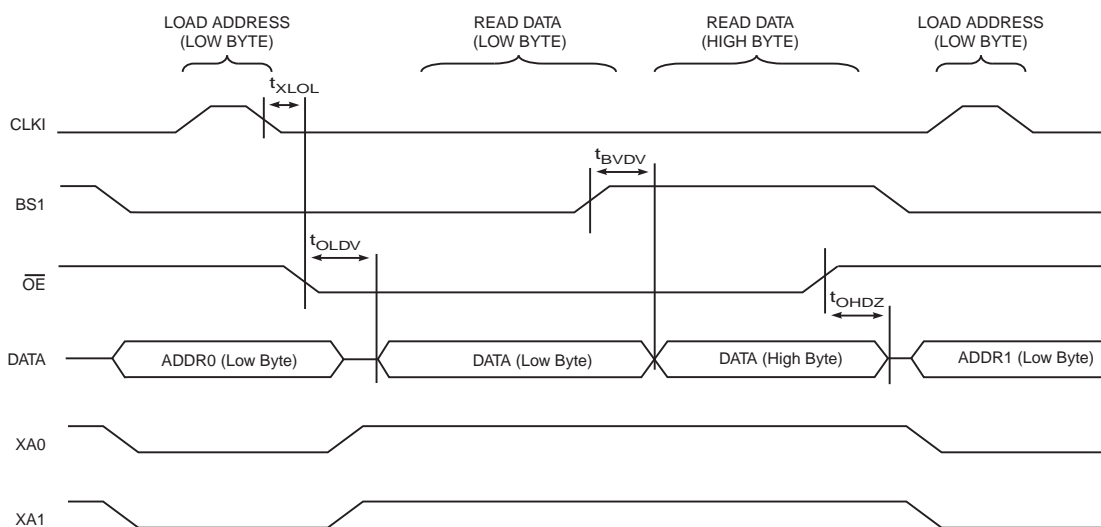 LOAD ADDRESS
(LOW BYTE)
READ DATA
(LOW BYTE)
READ DATA
(HIGH BYTE)
LOAD ADDRESS
(LOW BYTE)
tXLOL
CLKI
tBVDV
BS1
tOLDV
OE
tOHDZ
DATA
ADDR0 (Low Byte)
DATA (Low Byte)
DATA (High Byte)
ADDR1 (Low Byte)
XA0
XA1